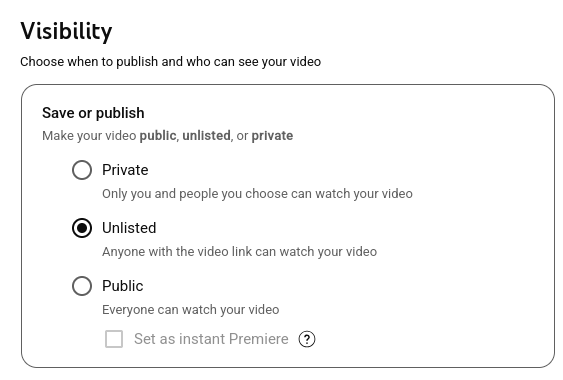 Visibility
Choose when to publish and who can see your video
Save or publish
Make your video public, unlisted, or private
Private
Only you and people you choose can watch your video
Unlisted
Anyone with the video link can watch your video
Public
Everyone can watch your video
Set as instant Premiere ?